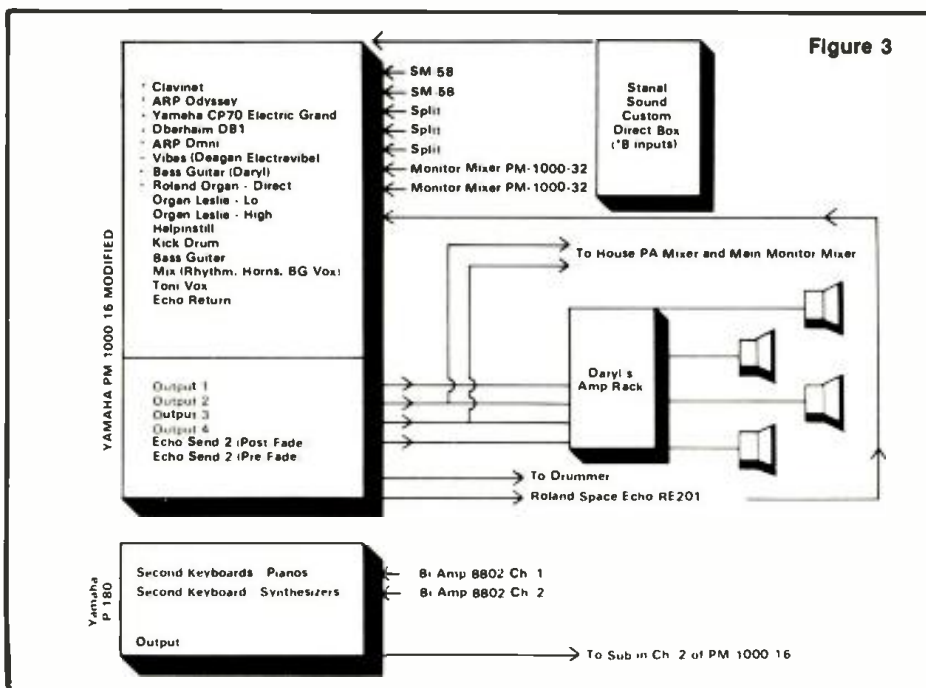 Figure 3
YAMAHA PM 1000 16 MODIFIED
Clavinet
ARP Odyssey
Yamaha CP70 Electric Grand
Oberhaim DB1
ARP Omni
Vibes (Deagan Electravibe)
Bass Guitar (Daryl)
Roland Organ - Direct
Organ Leslie - Lo
Organ Leslie - High
Helpinstill
Kick Drum
Bass Guitar
Mix (Rhythm, Horns, BG Vox)
Toni Vox
Echo Return
Output 1
Output 2
Output 3
Output 4
Echo Send 2 (Post Fade
Echo Send 2 (Pre Fade
SM 58
SM 58
Split
Split
Split
Monitor Mixer PM-1000-32
Monitor Mixer PM-1000-32
Stanal
Sound
Custom
Direct Box
(*8 inputs)
To House PA Mixer and Main Monitor Mixer
Daryl s
Amp Rack
To Drummer
Roland Space Echo RE201
Yamaha
P 180
Second Keyboards Pianos
Second Keyboard Synthesizers
Output
Bi Amp 8802 Ch 1
Bi Amp 8802 Ch 2
To Sub in Ch. 2 of PM 1000 16